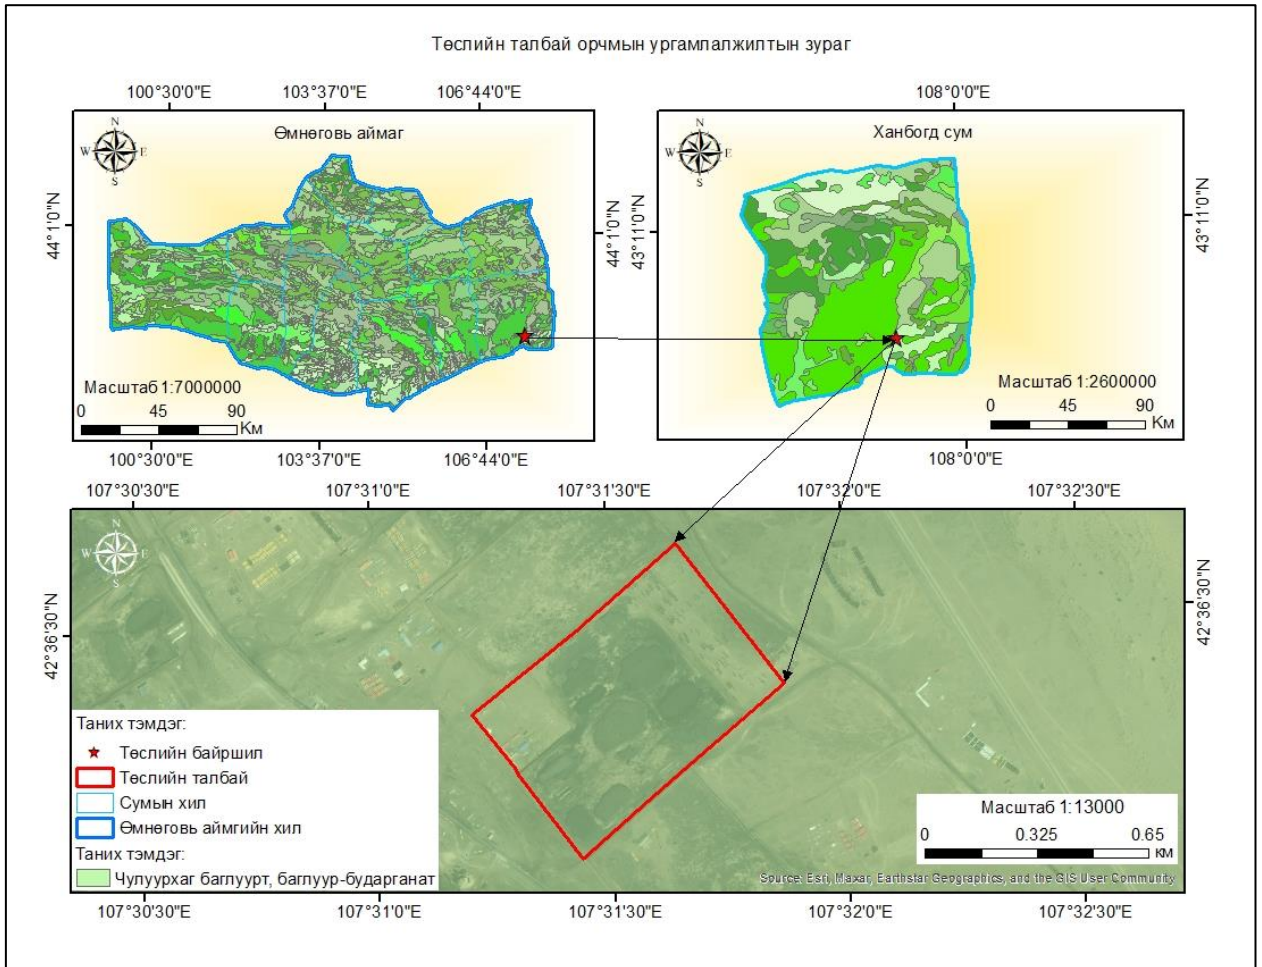 Төслийн талбай орчмын ургамлалжилтын зураг
100°30'0"E 103°37'0"E 106°44'0"E
108°0'0"E
Өмнөговь аймаг
N
W E
S
44°1'0"N
44°1'0"N
Масштаб 1:7000000
0 45 90
Км
100°30'0"E 103°37'0"E 106°44'0"E
Ханбогд сум
N
W E
S
43°11'0"N
43°11'0"N
Масштаб 1:2600000
0 45 90
Км
108°0'0"E
107°30'30"E 107°31'0"E 107°31'30"E 107°32'0"E 107°32'30"E
N
W E
S
42°36'30"N
42°36'30"N
Таних тэмдэг:
Төслийн байршил
Төслийн талбай
Сумын хил
Өмнөговь аймгийн хил
Таних тэмдэг:
Чулуурхаг баглуурт, баглуур-бударганат
Масштаб 1:13000
0 0.325 0.65
км
Source: Esri, Maxar, Earthstar Geographics, and the GIS User Community
107°30'30"E 107°31'0"E 107°31'30"E 107°32'0"E 107°32'30"E